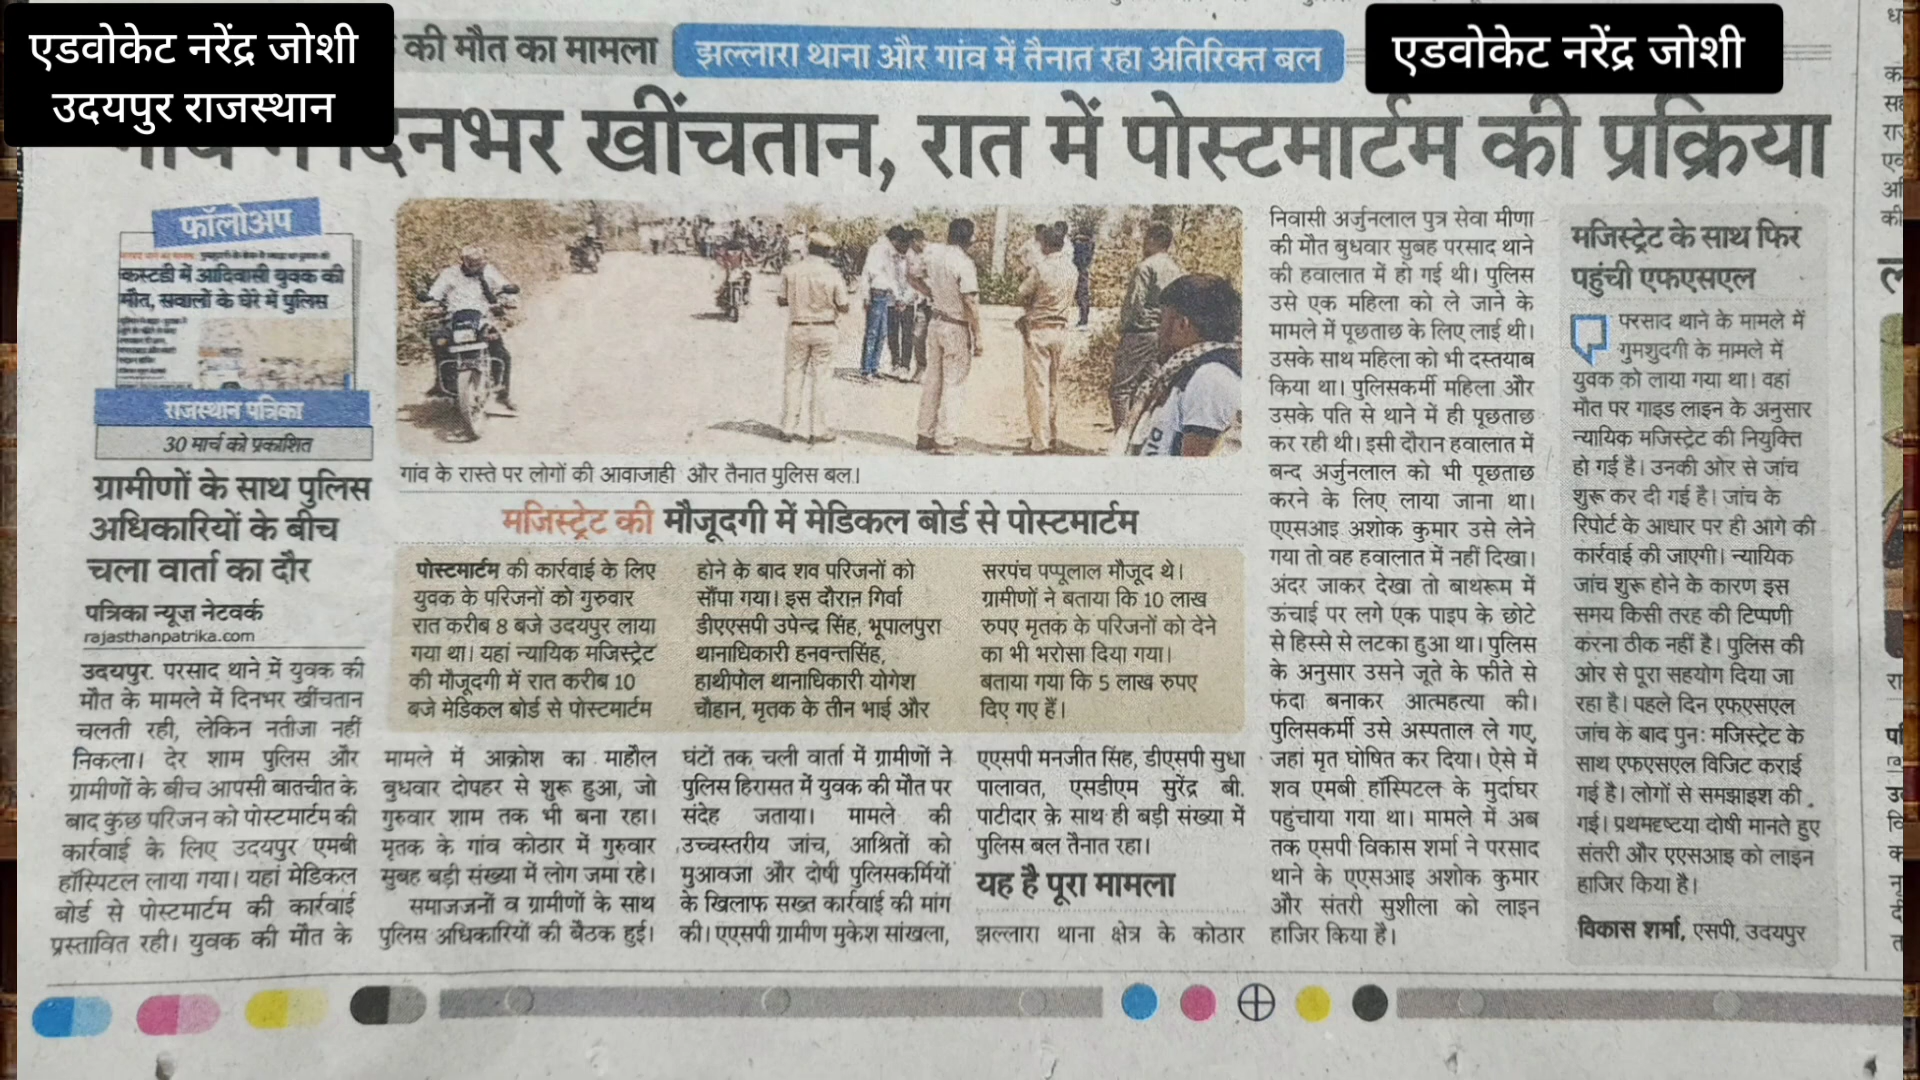 एडवोकेट नरेंद्र जोशी
उदयपुर राजस्थान
की मौत का मामला
झल्लारा थाना और गांव में तैनात रहा अतिरिक्त बल
एडवोकेट नरेंद्र जोशी
दिनभर खींचतान, रात में पोस्टमार्टम की प्रक्रिया
फॉलोअप
कस्टडी में आदिवासी युवक की
मौत, सवालों के घेरे में पुलिस
राजस्थान पत्रिका
30 मार्च को प्रकाशित
ग्रामीणों के साथ पुलिस
अधिकारियों के बीच
चला वार्ता का दौर
पत्रिका न्यूज़ नेटवर्क
rajasthanpatrika.com
उदयपुर. परसाद थाने में युवक की
मौत के मामले में दिनभर खींचतान
चलती रही, लेकिन नतीजा नहीं
निकला। देर शाम पुलिस और
ग्रामीणों के बीच आपसी बातचीत के
बाद कुछ परिजन को पोस्टमार्टम की
कार्रवाई के लिए उदयपुर एमबी
हॉस्पिटल लाया गया। यहां मेडिकल
बोर्ड से पोस्टमार्टम की कार्रवाई
प्रस्तावित रही। युवक की मौत के
गांव के रास्ते पर लोगों की आवाजाही और तैनात पुलिस बल।
मजिस्ट्रेट की मौजूदगी में मेडिकल बोर्ड से पोस्टमार्टम
पोस्टमार्टम की कार्रवाई के लिए
युवक के परिजनों को गुरुवार
रात करीब 8 बजे उदयपुर लाया
गया था। यहां न्यायिक मजिस्ट्रेट
की मौजूदगी में रात करीब 10
बजे मेडिकल बोर्ड से पोस्टमार्टम
होने के बाद शव परिजनों को
सौंपा गया। इस दौरान गिर्वा
डीएएसपी उपेन्द्र सिंह, भूपालपुरा
थानाधिकारी हनवन्तसिंह,
हाथीपोल थानाधिकारी योगेश
चौहान, मृतक के तीन भाई और
सरपंच पप्पूलाल मौजूद थे।
ग्रामीणों ने बताया कि 10 लाख
रुपए मृतक के परिजनों को देने
का भी भरोसा दिया गया।
बताया गया कि 5 लाख रुपए
दिए गए हैं।
मामले में आक्रोश का माहौल
बुधवार दोपहर से शुरू हुआ, जो
गुरुवार शाम तक भी बना रहा।
मृतक के गांव कोठार में गुरुवार
सुबह बड़ी संख्या में लोग जमा रहे।
समाजजनों व ग्रामीणों के साथ
पुलिस अधिकारियों की बैठक हुई।
घंटों तक चली वार्ता में ग्रामीणों ने
पुलिस हिरासत में युवक की मौत पर
संदेह जताया। मामले की
उच्चस्तरीय जांच, आश्रितों को
मुआवजा और दोषी पुलिसकर्मियों
के खिलाफ सख्त कार्रवाई की मांग
की। एएसपी ग्रामीण मुकेश सांखला,
एएसपी मनजीत सिंह, डीएसपी सुधा
पालावत, एसडीएम सुरेंद्र बी.
पाटीदार के साथ ही बड़ी संख्या में
पुलिस बल तैनात रहा।
यह है पूरा मामला
झल्लारा थाना क्षेत्र के कोठार
निवासी अर्जुनलाल पुत्र सेवा मीणा
की मौत बुधवार सुबह परसाद थाने
की हवालात में हो गई थी। पुलिस
उसे एक महिला को ले जाने के
मामले में पूछताछ के लिए लाई थी।
उसके साथ महिला को भी दस्तयाब
किया था। पुलिसकर्मी महिला और
उसके पति से थाने में ही पूछताछ
कर रही थी। इसी दौरान हवालात में
बन्द अर्जुनलाल को भी पूछताछ
करने के लिए लाया जाना था।
एएसआइ अशोक कुमार उसे लेने
गया तो वह हवालात में नहीं दिखा।
अंदर जाकर देखा तो बाथरूम में
ऊंचाई पर लगे एक पाइप के छोटे
से हिस्से से लटका हुआ था। पुलिस
के अनुसार उसने जूते के फीते से
फंदा बनाकर आत्महत्या की।
पुलिसकर्मी उसे अस्पताल ले गए,
जहां मृत घोषित कर दिया। ऐसे में
शव एमबी हॉस्पिटल के मुर्दाघर
पहुंचाया गया था। मामले में अब
तक एसपी विकास शर्मा ने परसाद
थाने के एएसआइ अशोक कुमार
और संतरी सुशीला को लाइन
हाजिर किया है।
मजिस्ट्रेट के साथ फिर
पहुंची एफएसएल
परसाद थाने के मामले में
गुमशुदगी के मामले में
युवक को लाया गया था। वहां
मौत पर गाइड लाइन के अनुसार
न्यायिक मजिस्ट्रेट की नियुक्ति
हो गई है। उनकी ओर से जांच
शुरू कर दी गई है। जांच के
रिपोर्ट के आधार पर ही आगे की
कार्रवाई की जाएगी। न्यायिक
जांच शुरू होने के कारण इस
समय किसी तरह की टिप्पणी
करना ठीक नहीं है। पुलिस की
ओर से पूरा सहयोग दिया जा
रहा है। पहले दिन एफएसएल
जांच के बाद पुन: मजिस्ट्रेट के
साथ एफएसएल विजिट कराई
गई है। लोगों से समझाइश की
गई। प्रथमदृष्टया दोषी मानते हुए
संतरी और एएसआइ को लाइन
हाजिर किया है।
विकास शर्मा, एसपी, उदयपुर